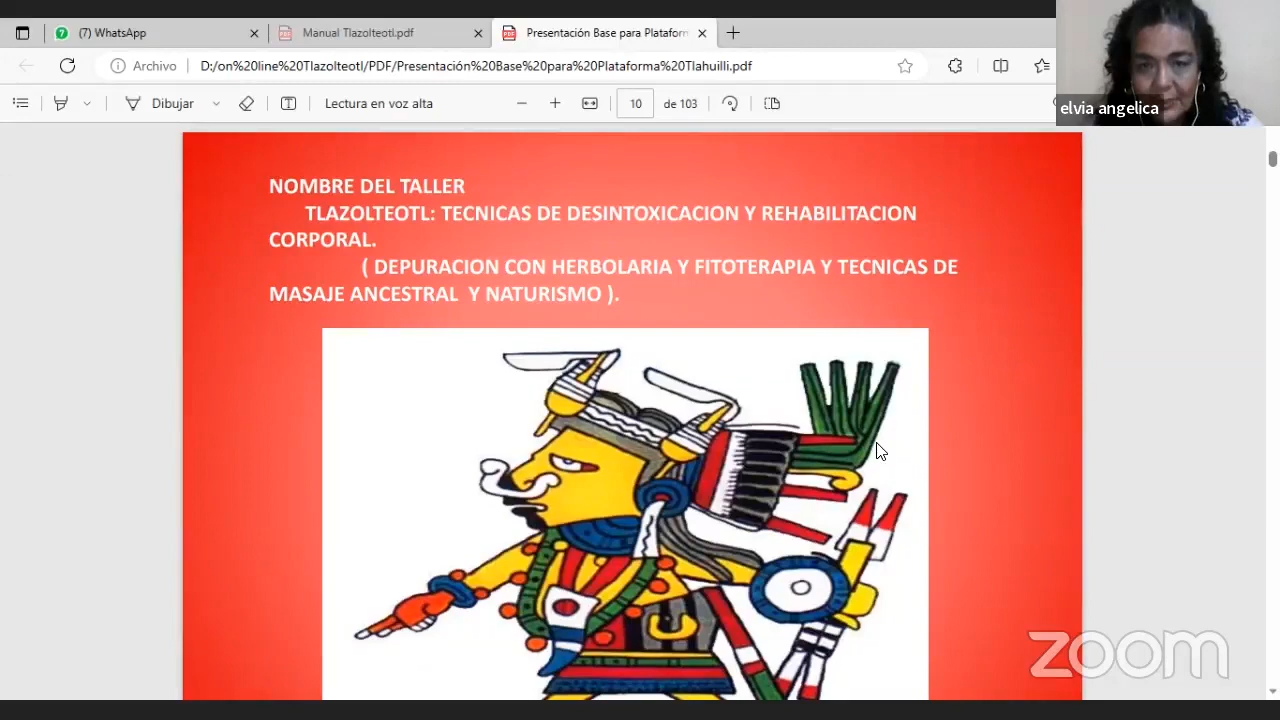 (7) WhatsApp
Manual Tlazolteotl.pdf
Presentación Base para Platafor
Archivo
D:/on%20line%20Tlazolteotl/PDF/Presentación%20Base%20para%20Plataforma%20Tlahuilli.pdf
Dibujar
Lectura en voz alta
10
de 103
elvia angelica
NOMBRE DEL TALLER
TLAZOLTEOTL: TECNICAS DE DESINTOXICACION Y REHABILITACION
CORPORAL.
( DEPURACION CON HERBOLARIA Y FITOTERAPIA Y TECNICAS DE
MASAJE ANCESTRAL Y NATURISMO ).
zoom